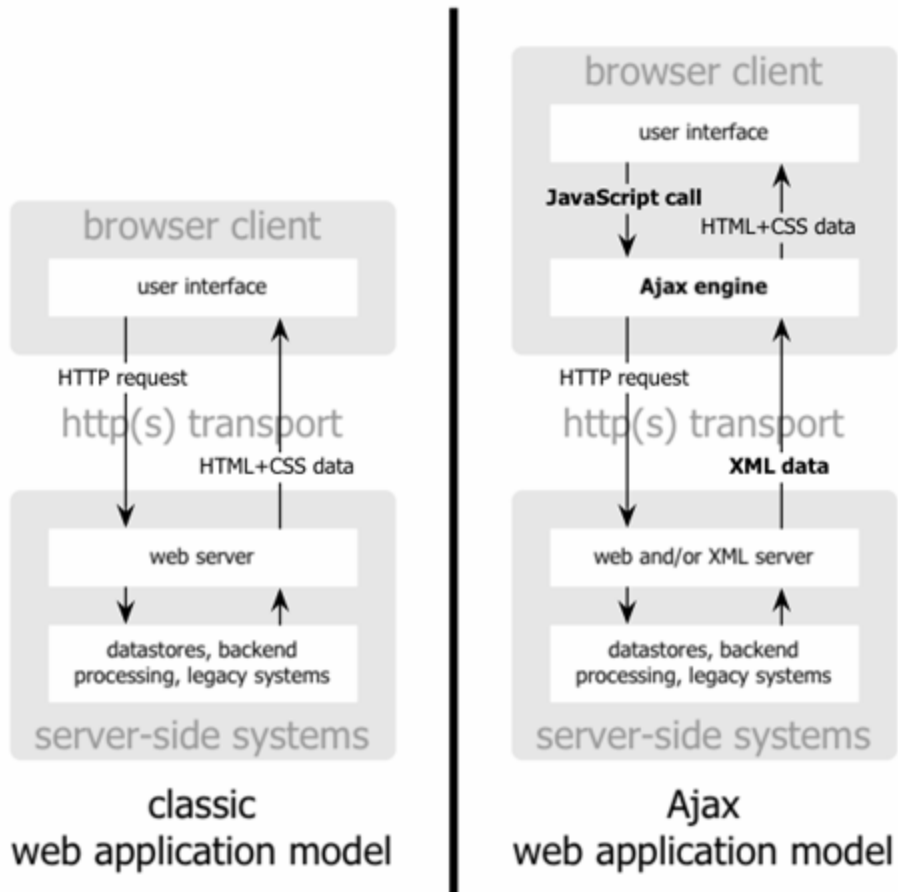 browser client
user interface
HTTP request
http(s) transport
HTML+CSS data
web server
datastores, backend
processing, legacy systems
server-side systems
classic
web application model
browser client
user interface
JavaScript call
HTML+CSS data
Ajax engine
HTTP request
http(s) transport
XML data
web and/or XML server
datastores, backend
processing, legacy systems
server-side systems
Ajax
web application model